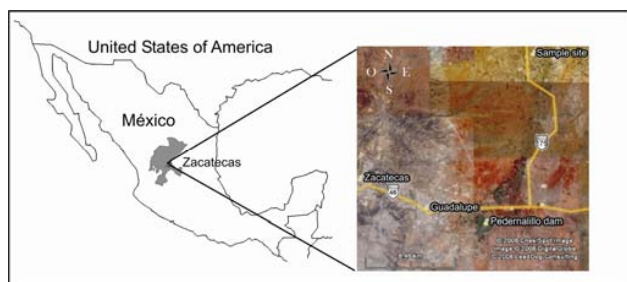 United States of America
México
Zacatecas
N
O E
S
Sample site
Zacatecas
Guadalupe
Pedernalillo dam
© 2008 Cnes/Spot Image
Image © 2008 DigitalGlobe
© 2008 LeadDog Consulting